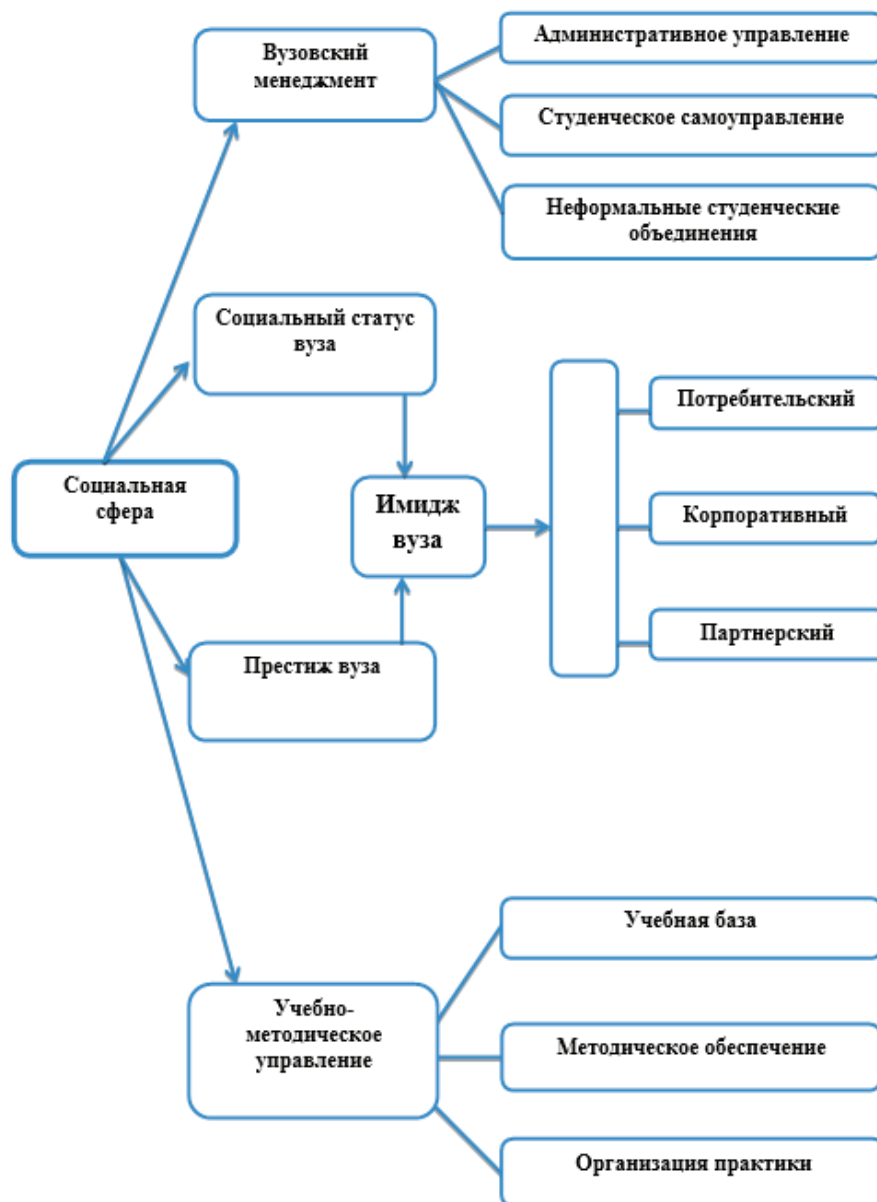 Вузовский
менеджмент
Административное управление
Студенческое самоуправление
Неформальные студенческие
объединения
Социальный статус
вуза
Социальная
сфера
Имидж
вуза
Потребительский
Корпоративный
Партнерский
Престиж вуза
Учебно-
методическое
управление
Учебная база
Методическое обеспечение
Организация практики